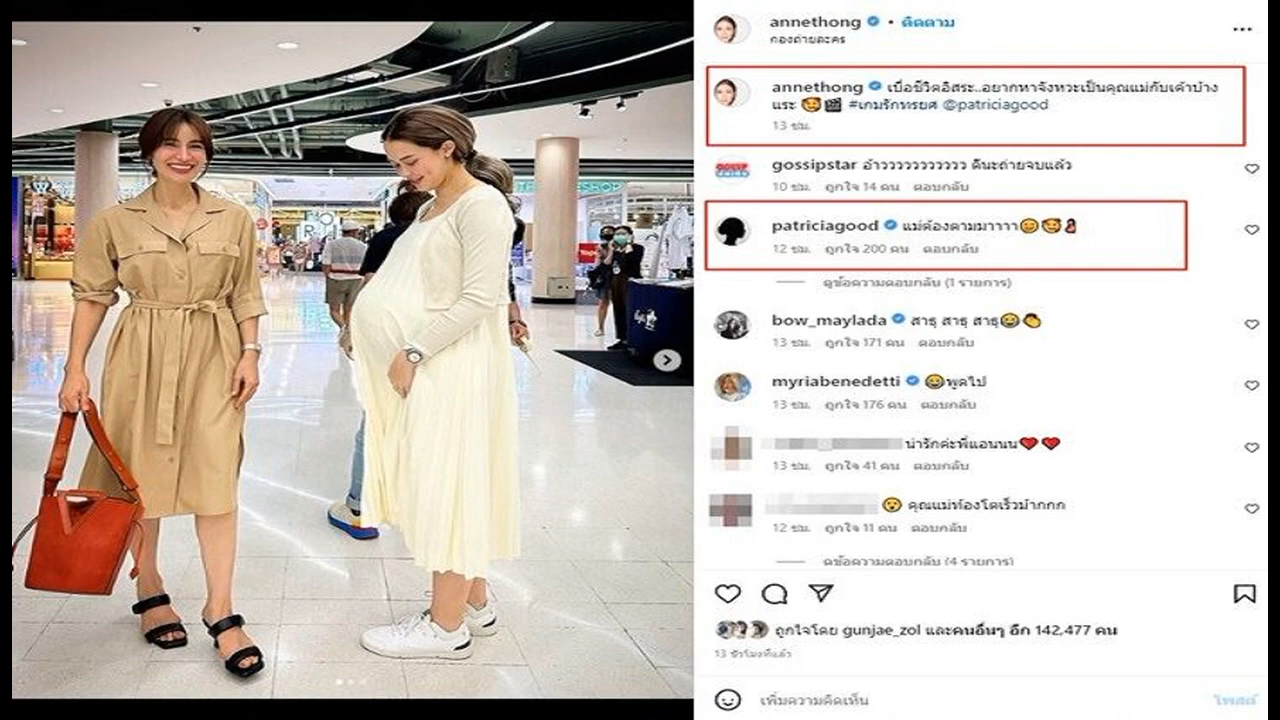 annethong • ติดตาม
กองถ่ายละคร
annethong เบื่อชีวิตอิสระ..อยากหาจังหวะเป็นคุณแม่กับเค้าบ้าง
แระ 🥰🎬 #เกมรักทรยศ @patriciagood
13 ชม.
gossipstar อ้าวววววววววววว ดีนะถ่ายจบแล้ว
10 ชม. ถูกใจ 14 คน ตอบกลับ
patriciagood แม่ต้องตามมาาาา
12 ชม. ถูกใจ 200 คน ตอบกลับ
ดูข้อความตอบกลับ (1 รายการ)
bow_maylada สาธุ สาธุ สาธุ😂👏
13 ชม. ถูกใจ 171 คน ตอบกลับ
myriabenedetti 😂พูดไป
13 ชม. ถูกใจ 176 คน ตอบกลับ
น่ารักค่ะพี่แอนนน❤️❤️
13 ชม. ถูกใจ 41 คน ตอบกลับ
😮 คุณแม่ท้องโตเร็วม้ากกก
12 ชม. ถูกใจ 11 คน ตอบกลับ
ดูข้อความตอบกลับ (4 รายการ)
ถูกใจโดย gunjae_zol และคนอื่นๆ อีก 142,477 คน
13 ชั่วโมงที่แล้ว
เพิ่มความคิดเห็น
โพสต์